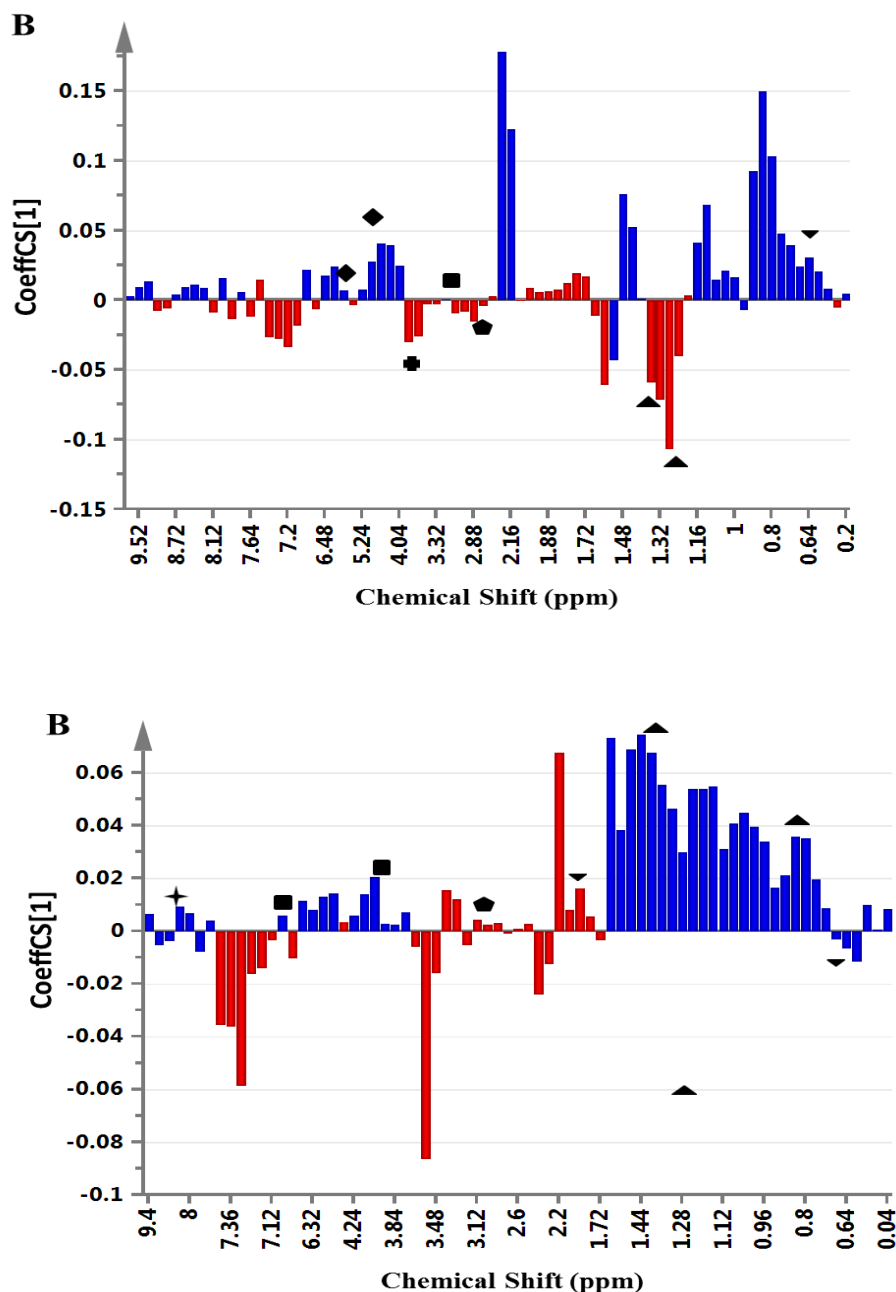 B
0.15
0.1
0.05
0
-0.05
-0.1
-0.15
CoeffCS[1]
9.52 8.72 8.12 7.64 7.2 6.48 5.24 4.04 3.32 2.88 2.16 1.88 1.72 1.48 1.32 1.16 1 0.8 0.64 0.2
Chemical Shift (ppm)
B
0.06
0.04
0.02
0
-0.02
-0.04
-0.06
-0.08
-0.1
CoeffCS[1]
9.4 8 7.36 7.12 6.32 4.24 3.84 3.48 3.12 2.6 2.2 1.72 1.44 1.28 1.12 0.96 0.8 0.64 0.04
Chemical Shift (ppm)